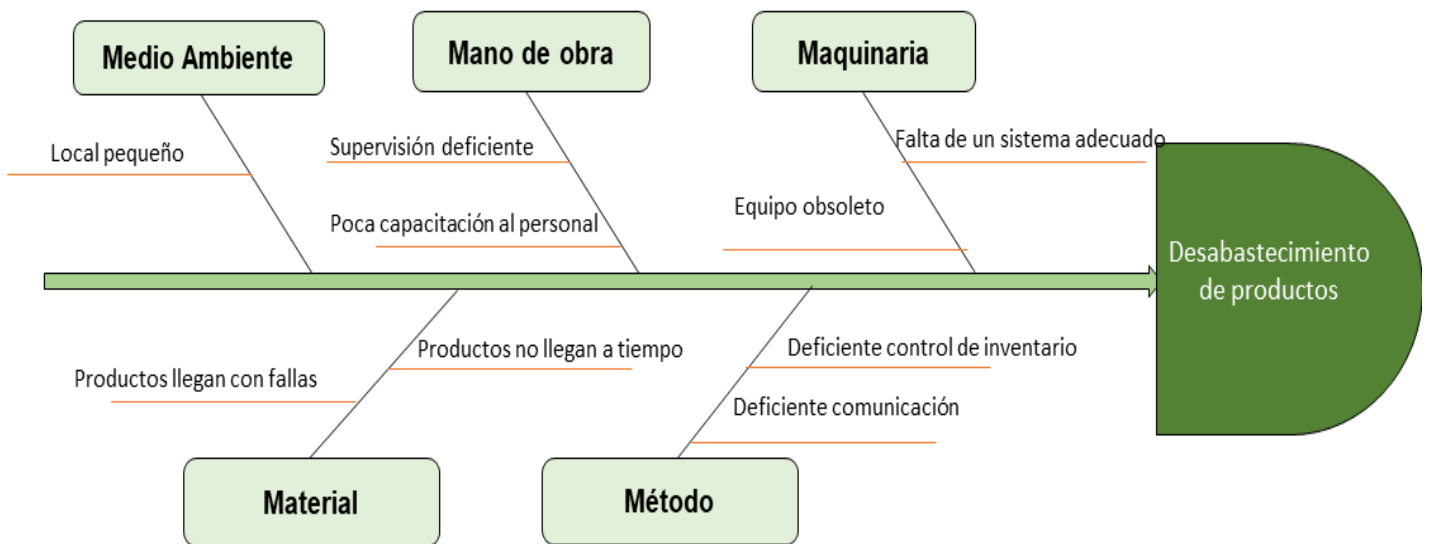 Medio Ambiente
Mano de obra
Maquinaria
Local pequeño
Supervisión deficiente
Falta de un sistema adecuado
Poca capacitación al personal
Equipo obsoleto
Desabastecimiento
de productos
Productos no llegan a tiempo
Deficiente control de inventario
Productos llegan con fallas
Deficiente comunicación
Material
Método